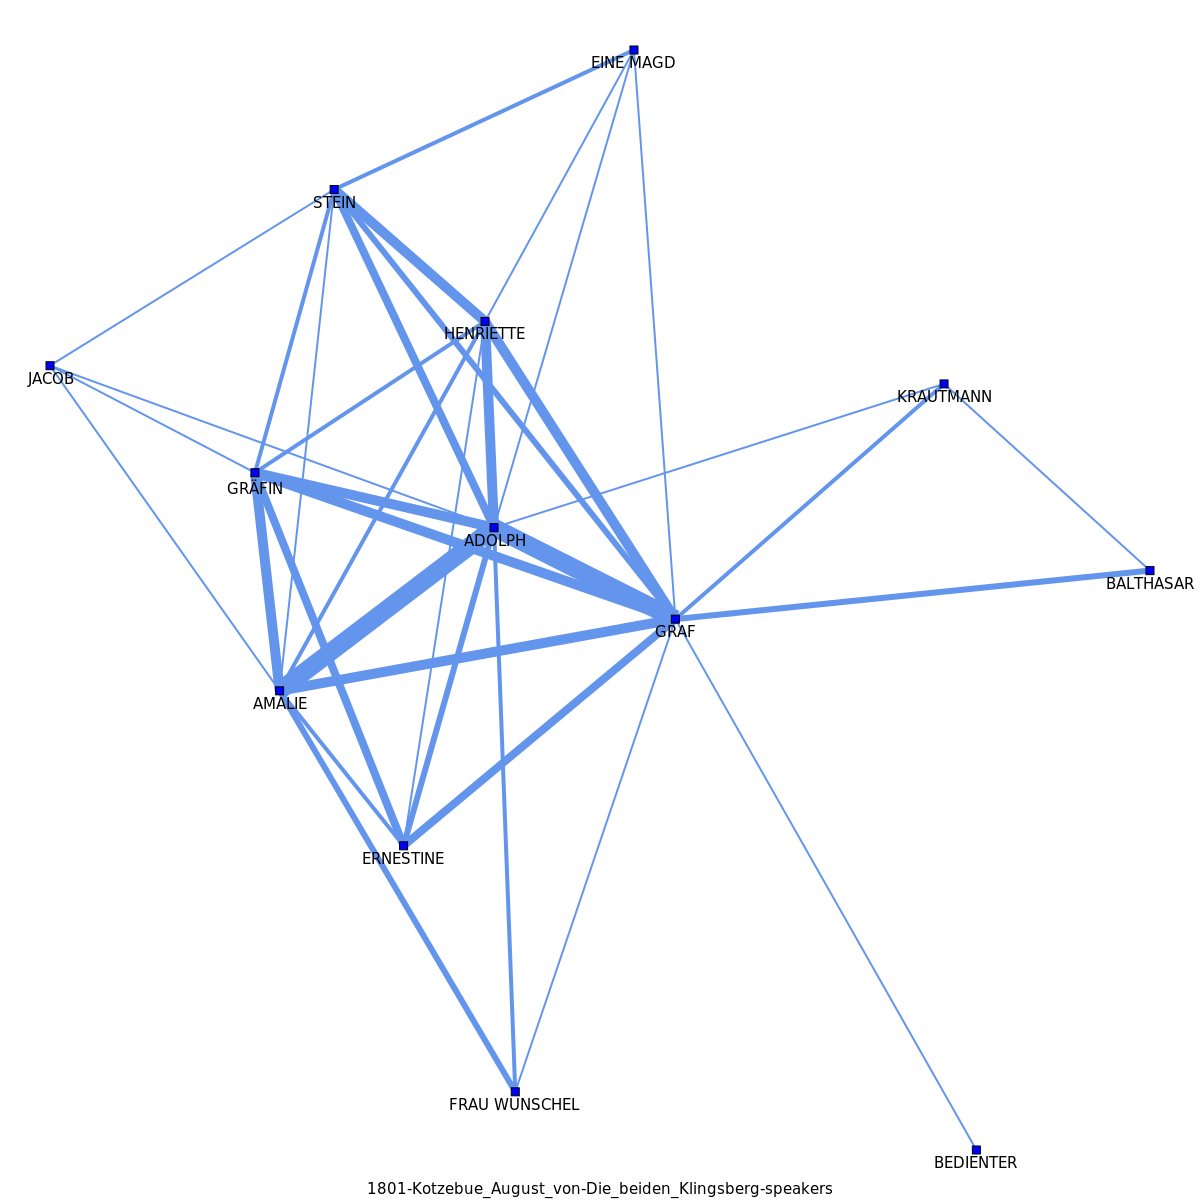 EINE MAGD
STEIN
HENRIETTE
JACOB
KRAUTMANN
GRÄFIN
ADOLPH
BALTHASAR
GRAF
AMALIE
ERNESTINE
FRAU WUNSCHEL
BEDIENTER
1801-Kotzebue_August_von-Die_beiden_Klingsberg-speakers